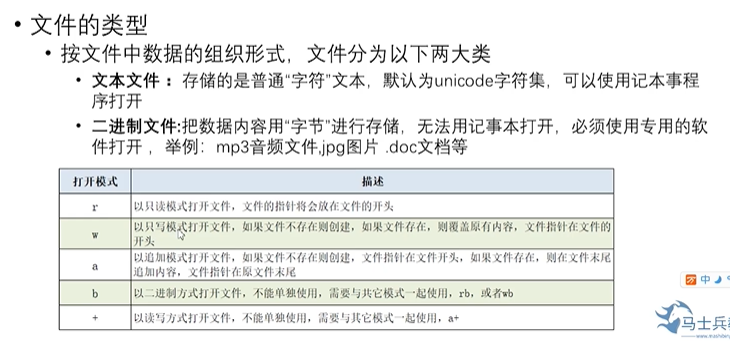 • 文件的类型
• 按文件中数据的组织形式，文件分为以下两大类
• 文本文件 ：存储的是普通“字符”文本，默认为unicode字符集，可以使用记本事程
序打开
• 二进制文件:把数据内容用“字节”进行存储，无法用记事本打开，必须使用专用的软
件打开 ，举例：mp3音频文件,jpg图片 .doc文档等
打开模式 描述
r 以只读模式打开文件，文件的指针将会放在文件的开头
w 以只写模式打开文件，如果文件不存在则创建，如果文件存在，则覆盖原有内容，文件指针在文件的
开头
a 以追加模式打开文件，如果文件不存在则创建，文件指针在文件开头，如果文件存在，则在文件末尾
追加内容，文件指针在原文件末尾
b 以二进制方式打开文件，不能单独使用，需要与其它模式一起使用，rb，或者wb
+ 以读写方式打开文件，不能单独使用，需要与其它模式一起使用，a+
中
马士兵